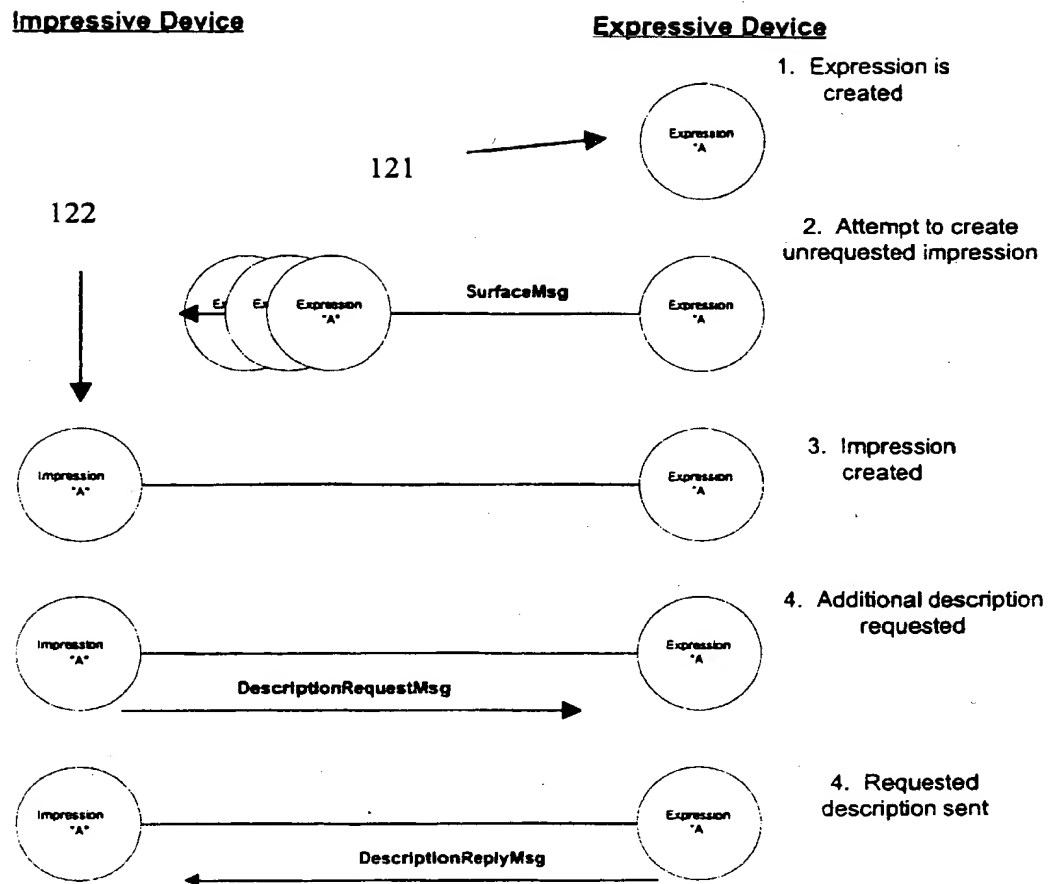 Impressive Device
Expressive Device
1. Expression is
created
Expression
"A
121
122
2. Attempt to create
unrequested impression
Ex
Ex
Expression
"A"
SurfaceMsg
Expression
"A
3. Impression
created
Impression
"A"
Expression
"A
4. Additional description
requested
Impression
"A"
Expression
"A
DescriptionRequestMsg
4. Requested
description sent
Impression
"A"
Expression
"A
DescriptionReplyMsg